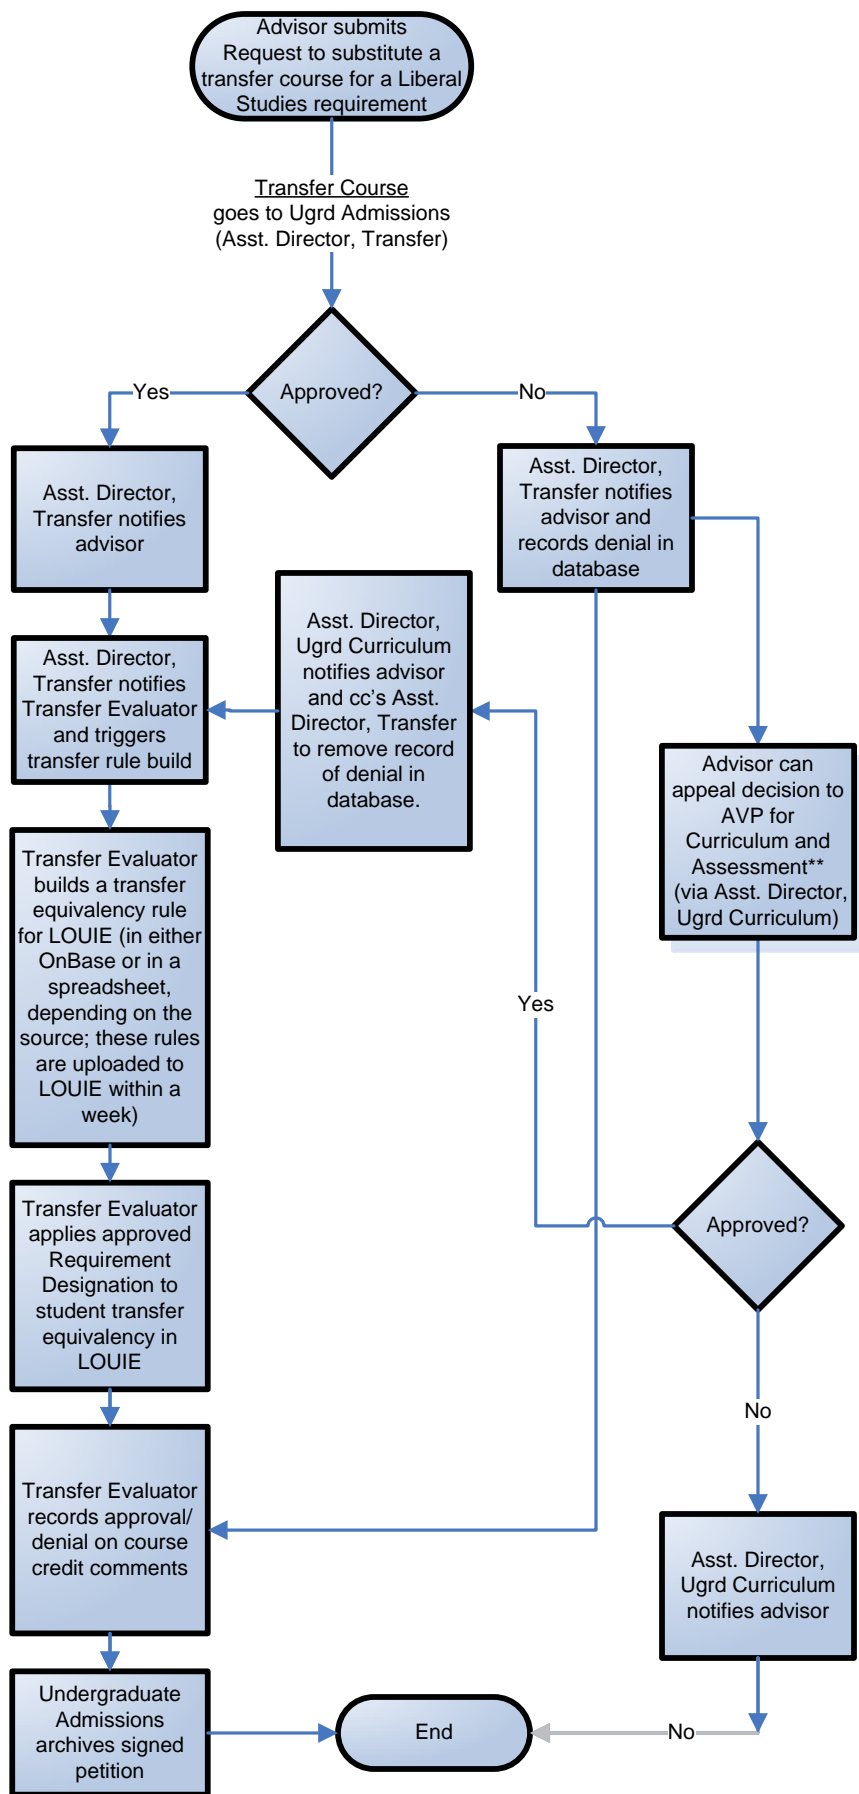 Advisor submits
Request to substitute a
transfer course for a Liberal
Studies requirement
Transfer Course
goes to Ugrd Admissions
(Asst. Director, Transfer)
Approved?
Yes
No
Asst. Director,
Transfer notifies
advisor
Asst. Director,
Transfer notifies
advisor and
records denial in
database
Asst. Director,
Ugrd Curriculum
notifies advisor
and cc's Asst.
Director, Transfer
to remove record
of denial in
database.
Asst. Director,
Transfer notifies
Transfer Evaluator
and triggers
transfer rule build
Advisor can
appeal decision to
AVP for
Curriculum and
Assessment**
(via Asst. Director,
Ugrd Curriculum)
Transfer Evaluator
builds a transfer
equivalency rule
for LOUIE (in either
OnBase or in a
spreadsheet,
depending on the
source; these rules
are uploaded to
LOUIE within a
week)
Yes
Approved?
Transfer Evaluator
applies approved
Requirement
Designation to
student transfer
equivalency in
LOUIE
No
Transfer Evaluator
records approval/
denial on course
credit comments
Asst. Director,
Ugrd Curriculum
notifies advisor
Undergraduate
Admissions
archives signed
petition
End
No